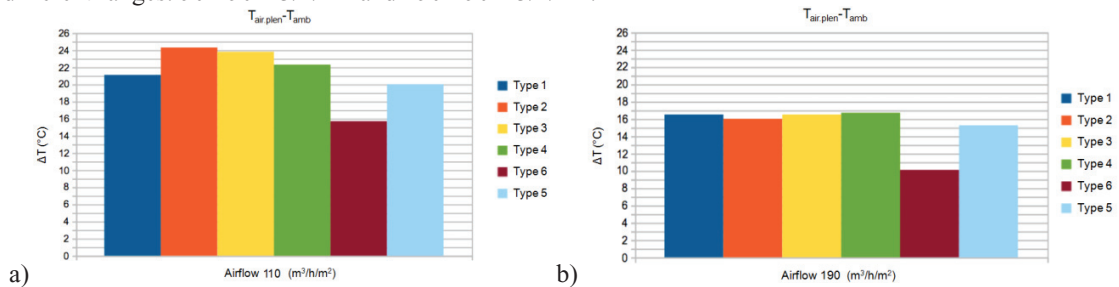 T_air.plen-T_amb
26
24
22
20
18
16
14
12
10
8
6
4
2
0
ΔT (°C)
Type 1
Type 2
Type 3
Type 4
Type 6
Type 5
a)
Airflow 110 (m³/h/m²)
T_air.plen-T_amb
26
24
22
20
18
16
14
12
10
8
6
4
2
0
ΔT (°C)
Type 1
Type 2
Type 3
Type 4
Type 6
Type 5
b)
Airflow 190 (m³/h/m²)